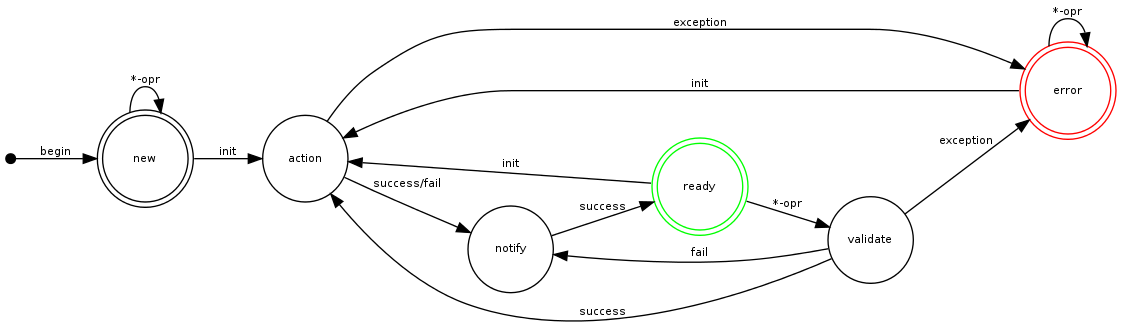 *-opr
exception
*-opr
init
error
begin
new
init
action
exception
init
success/fail
ready
success
*-opr
notify
validate
fail
success